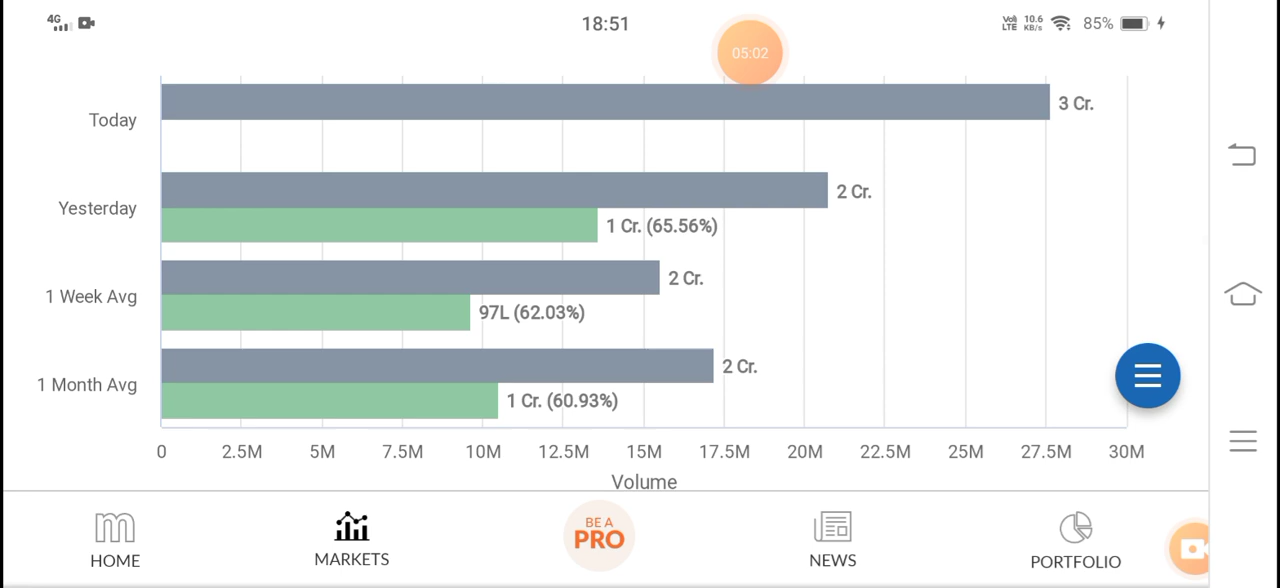 4G 18:51 Vo) LTE 10.6 KB/s 85%
05:02
Today 3 Cr.
Yesterday 2 Cr.
1 Cr. (65.56%)
1 Week Avg 2 Cr.
97L (62.03%)
1 Month Avg 2 Cr.
1 Cr. (60.93%)
0 2.5M 5M 7.5M 10M 12.5M 15M 17.5M 20M 22.5M 25M 27.5M 30M
Volume
m BE A PRO
HOME MARKETS NEWS PORTFOLIO